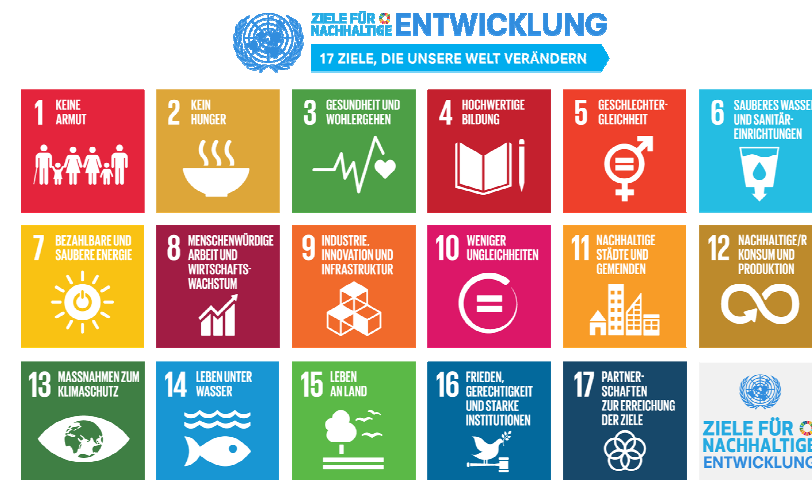 ZIELE FÜR
NACHHALTIGE
ENTWICKLUNG
17 ZIELE, DIE UNSERE WELT VERÄNDERN
1 KEINE
ARMUT
2 KEIN
HUNGER
3 GESUNDHEIT UND
WOHLERGEHEN
4 HOCHWERTIGE
BILDUNG
5 GESCHLECHTER-
GLEICHHEIT
6 SAUBERES WASSER
UND SANITÄR-
EINRICHTUNGEN
7 BEZAHLBARE UND
SAUBERE ENERGIE
8 MENSCHENWÜRDIGE
ARBEIT UND
WIRTSCHAFTS-
WACHSTUM
9 INDUSTRIE,
INNOVATION UND
INFRASTRUKTUR
10 WENIGER
UNGLEICHHEITEN
11 NACHHALTIGE
STÄDTE UND
GEMEINDEN
12 NACHHALTIGE/R
KONSUM UND
PRODUKTION
13 MASSNAHMEN ZUM
KLIMASCHUTZ
14 LEBEN UNTER
WASSER
15 LEBEN
AN LAND
16 FRIEDEN,
GERECHTIGKEIT
UND STARKE
INSTITUTIONEN
17 PARTNER-
SCHAFTEN
ZUR ERREICHUNG
DER ZIELE
ZIELE FÜR
NACHHALTIGE
ENTWICKLUNG